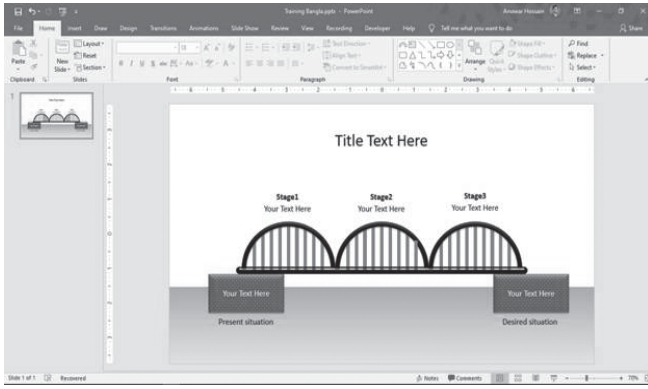 Training Bangla.pptx - PowerPoint
Anowar Hossain
File Home Insert Draw Design Transitions Animations Slide Show Review View Recording Developer Help Tell me what you want to do Share
Paste
Clipboard
New Slide
Layout
Reset
Section
Slides
Font
Text Direction
Align Text
Convert to SmartArt
Paragraph
Arrange
Quick Styles
Shape Fill
Shape Outline
Shape Effects
Drawing
Find
Replace
Select
Editing
1
Title Text Here
Stage1 Stage2 Stage3
Your Text Here Your Text Here Your Text Here
Your Text Here Your Text Here
Present situation Desired situation
Slide 1 of 1 Recovered Notes Comments 70%